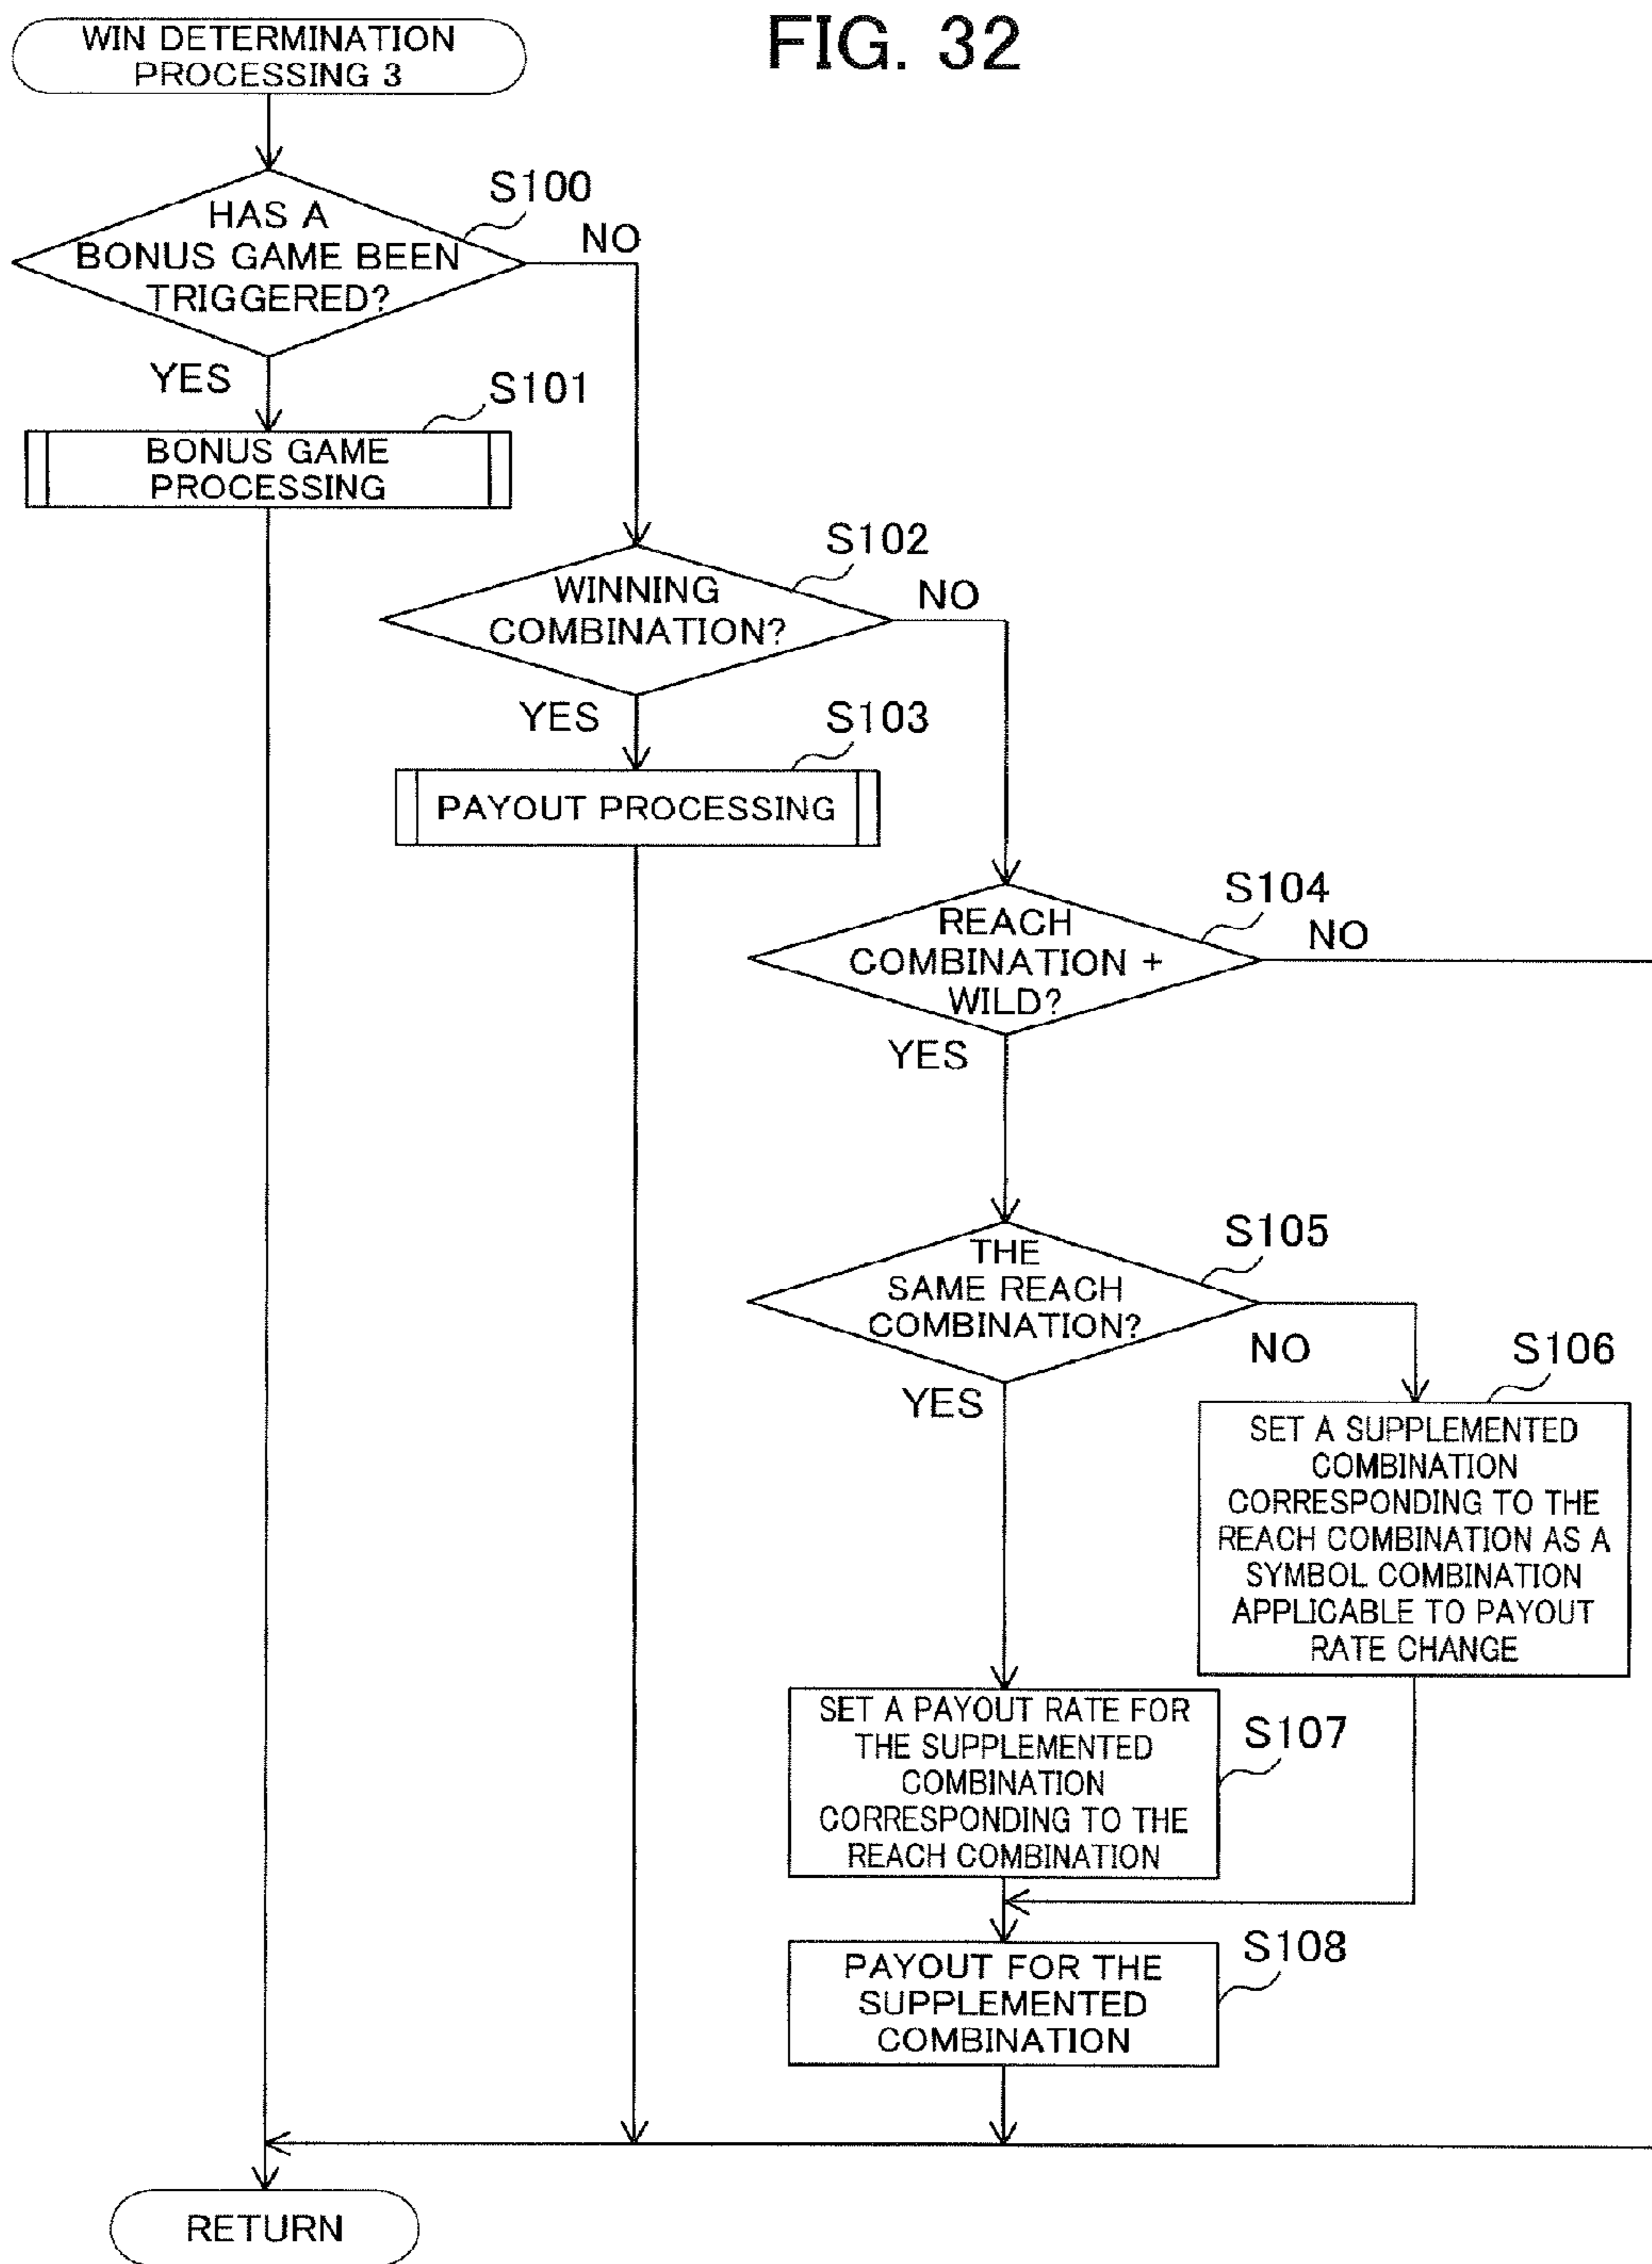 FIG. 32
WIN DETERMINATION
PROCESSING 3
S100
HAS A
BONUS GAME BEEN
TRIGGERED?
NO
YES
S101
BONUS GAME
PROCESSING
S102
WINNING
COMBINATION?
NO
YES
S103
PAYOUT PROCESSING
S104
REACH
COMBINATION +
WILD?
NO
YES
S105
THE
SAME REACH
COMBINATION?
NO
YES
S106
SET A SUPPLEMENTED
COMBINATION
CORRESPONDING TO THE
REACH COMBINATION AS A
SYMBOL COMBINATION
APPLICABLE TO PAYOUT
RATE CHANGE
SET A PAYOUT RATE FOR
THE SUPPLEMENTED
COMBINATION
CORRESPONDING TO THE
REACH COMBINATION
S107
PAYOUT FOR THE
SUPPLEMENTED
COMBINATION
S108
RETURN